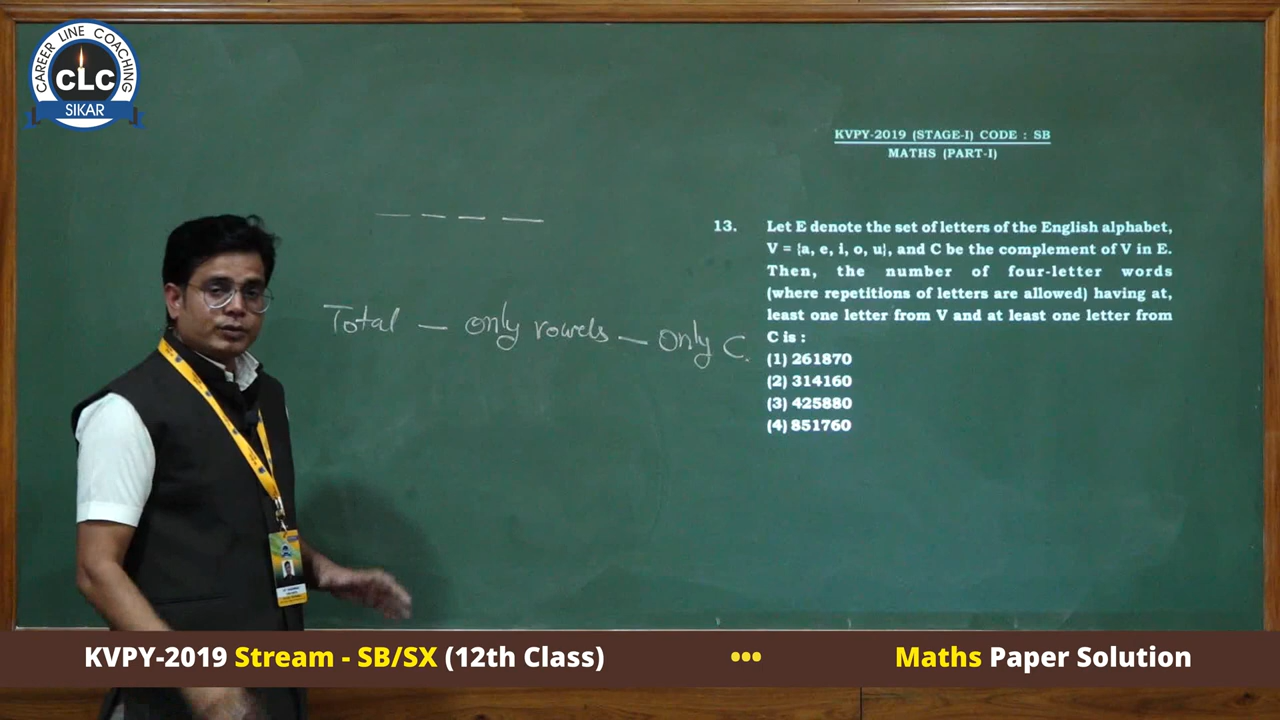 CAREER LINE COACHING
CLC
SIKAR
KVPY-2019 (STAGE-I) CODE : SB
MATHS (PART-I)
13. Let E denote the set of letters of the English alphabet,
V = {a, e, i, o, u}, and C be the complement of V in E.
Then, the number of four-letter words
(where repetitions of letters are allowed) having at,
least one letter from V and at least one letter from
C is :
(1) 261870
(2) 314160
(3) 425880
(4) 851760
Total — only vowels — only C.
KVPY-2019 Stream - SB/SX (12th Class) ••• Maths Paper Solution